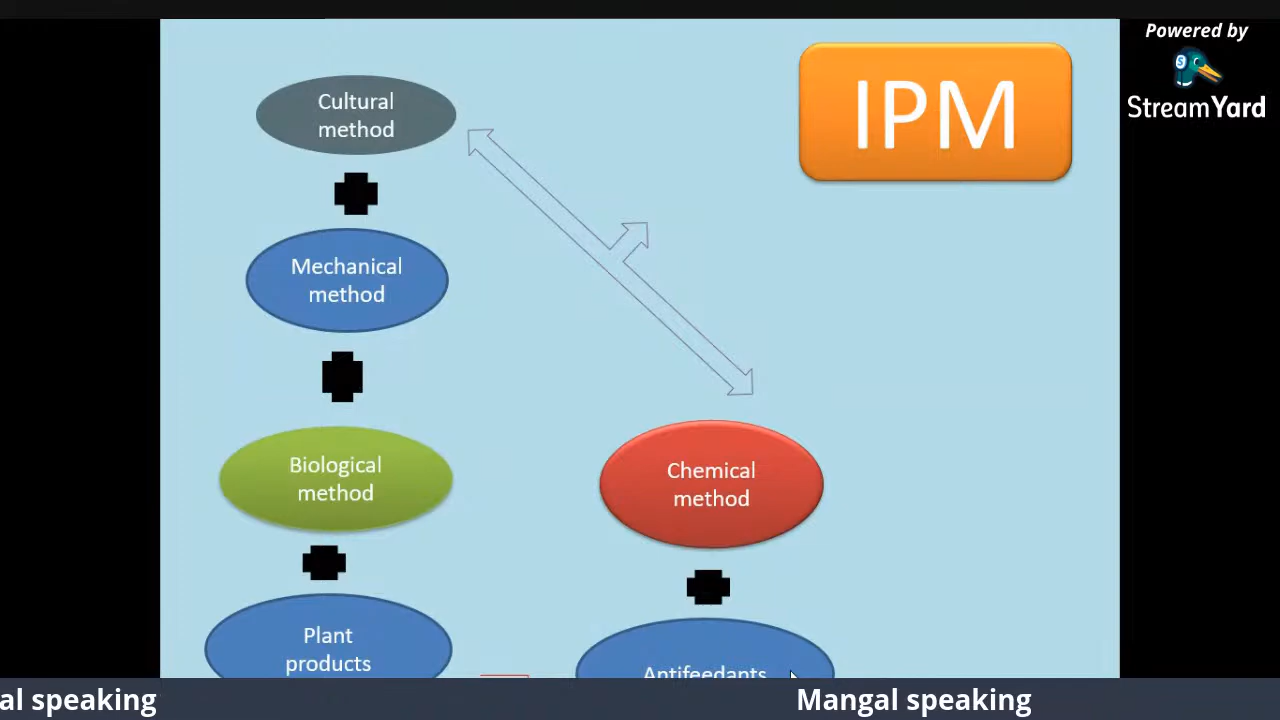 Powered by
StreamYard
IPM
Cultural
method
Mechanical
method
Biological
method
Chemical
method
Plant
products
Antifeedants
al speaking
Mangal speaking